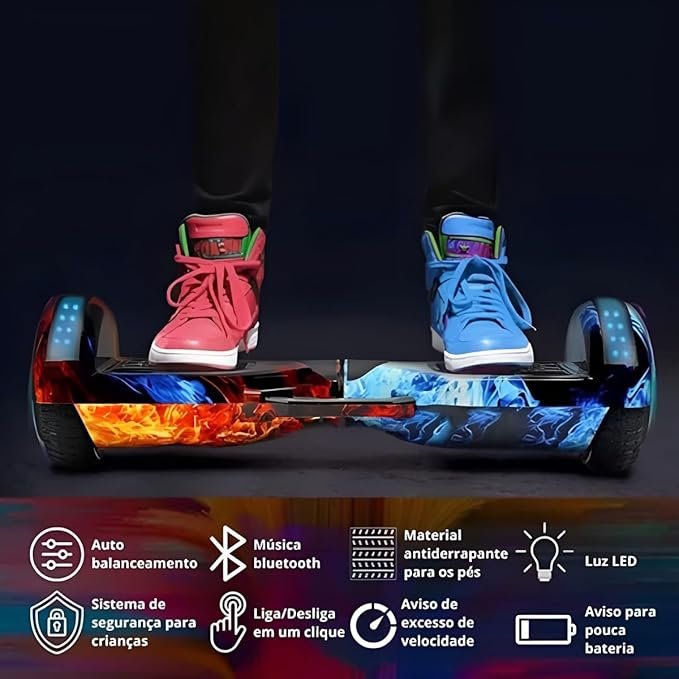 Auto
balanceamento
Música
bluetooth
Material
antiderrapante
para os pés
Luz LED
Sistema de
segurança para
crianças
Liga/Desliga
em um clique
Aviso de
excesso de
velocidade
Aviso para
pouca
bateria